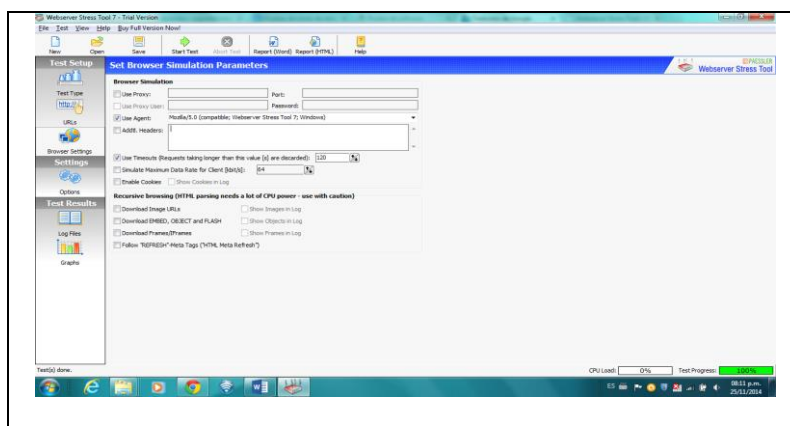 Webserver Stress Tool 7 - Trial Version
File Test View Help Buy Full Version Now!
New Open Save Start Test Abort Test Report (Word) Report (HTML) Help
Test Setup
Set Browser Simulation Parameters
PAESSLER
Webserver Stress Tool
Test Type
http://
URLs
Browser Settings
Settings
Options
Test Results
Log Files
Graphs
Browser Simulation
Use Proxy: Port:
Use Proxy User: Password:
Use Agent: Mozilla/5.0 (compatible; Webserver Stress Tool 7; Windows)
Addit. Headers:
Use Timeouts (Requests taking longer than this value [s] are discarded): 120
Simulate Maximum Data Rate for Client [kbit/s]: 64
Enable Cookies Show Cookies in Log
Recursive browsing (HTML parsing needs a lot of CPU power - use with caution)
Download Image URLs Show Images in Log
Download EMBED, OBJECT and FLASH Show Objects in Log
Download Frames/IFrames Show Frames in Log
Follow "REFRESH"-Meta Tags ("HTML Meta Refresh")
Test(s) done. CPU Load: 0% Test Progress: 100%
ES 08:11 p.m.
25/11/2014